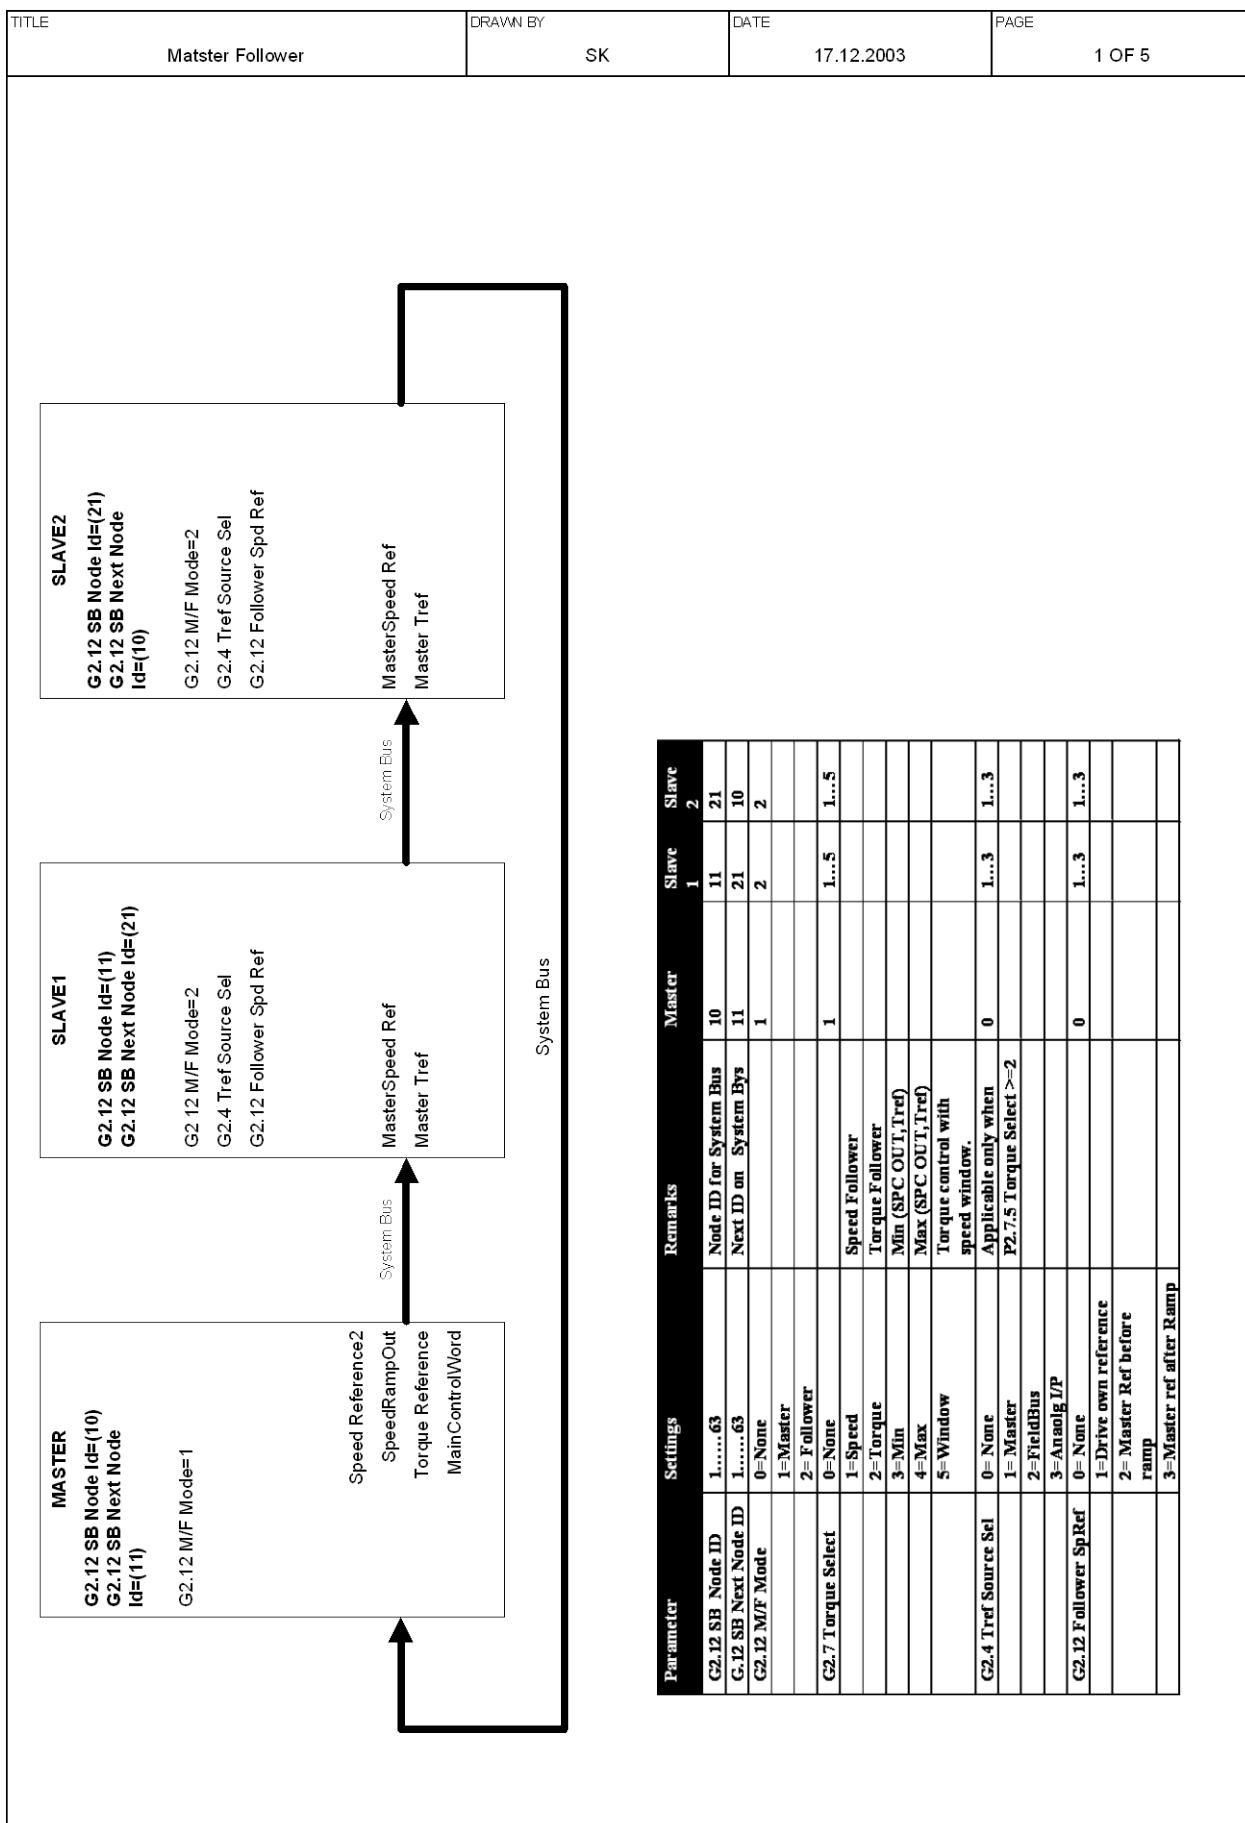 TITLE
Matster Follower
DRAWN BY
SK
DATE
17.12.2003
PAGE
1 OF 5
MASTER
G2.12 SB Node Id=(10)
G2.12 SB Next Node
Id=(11)
G2.12 M/F Mode=1
Speed Reference2
SpeedRampOut
Torque Reference
MainControlWord
System Bus
SLAVE1
G2.12 SB Node Id=(11)
G2.12 SB Next Node Id=(21)
G2 12 M/F Mode=2
G2.4 Tref Source Sel
G2.12 Follower Spd Ref
MasterSpeed Ref
Master Tref
System Bus
SLAVE2
G2.12 SB Node Id=(21)
G2.12 SB Next Node
Id=(10)
G2.12 M/F Mode=2
G2.4 Tref Source Sel
G2.12 Follower Spd Ref
MasterSpeed Ref
Master Tref
System Bus
Parameter Settings Remarks Master Slave 1 Slave 2
G2.12 SB Node ID 1......63 Node ID for System Bus 10 11 21
G.12 SB Next Node ID 1......63 Next ID on System Bys 11 21 10
G2.12 M/F Mode 0=None 1 2 2
1=Master
2= Follower
G2.7 Torque Select 0=None 1 1...5 1...5
1=Speed Speed Follower
2=Torque Torque Follower
3=Min Min (SPC OUT,Tref)
4=Max Max (SPC OUT,Tref)
5=Window Torque control with
speed window.
G2.4 Tref Source Sel 0= None Applicable only when 0 1...3 1...3
1= Master P2.7.5 Torque Select >=2
2=FieldBus
3=Anaolg I/P
G2.12 Follower SpRef 0= None 0 1...3 1...3
1=Drive own reference
2= Master Ref before
ramp
3=Master ref after Ramp